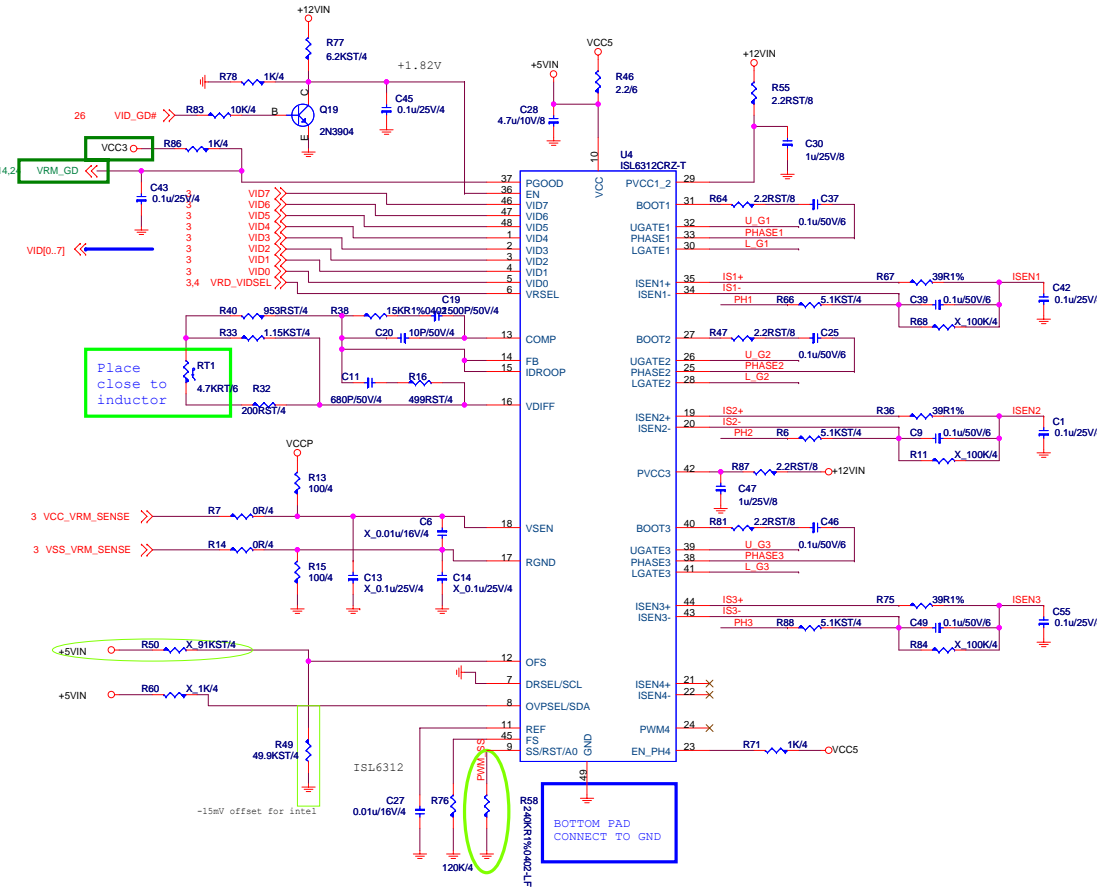 +12VIN
R77
6.2KST/4
R78
1K/4
+1.82V
26
VID_GD#
R83
10K/4
B
C
E
Q19
2N3904
C45
0.1u/25V/4
VCC3
R86
1K/4
VRM_GD
C43
0.1u/25V/4
VCC5
+5VIN
R46
2.2/6
C28
4.7u/10V/8
+12VIN
R55
2.2RST/8
C30
1u/25V/8
U4
ISL6312CRZ-T
10
VCC
37
PGOOD
36
EN
3
VID7
46
VID7
3
VID6
47
VID6
3
VID5
48
VID5
3
VID4
1
VID4
3
VID3
2
VID3
3
VID2
3
VID2
3
VID1
4
VID1
3
VID0
5
VID0
3,4
VRD_VIDSEL
6
VRSEL
VID[0..7]
29
PVCC1_2
31
BOOT1
R64
2.2RST/8
C37
0.1u/50V/6
32
UGATE1
U_G1
33
PHASE1
PHASE1
30
LGATE1
L_G1
35
ISEN1+
IS1+
R67
39R1%
ISEN1
34
ISEN1-
IS1-
PH1
R66
5.1KST/4
C39
0.1u/50V/6
R68
X_100K/4
C42
0.1u/25V/
R40
953RST/4
R38
15KR1%0402
C19
1500P/50V/4
R33
1.15KST/4
C20
10P/50V/4
13
COMP
14
FB
15
IDROOP
Place
close to
inductor
RT1
4.7KRT/6
R32
200RST/4
C11
680P/50V/4
R16
499RST/4
16
VDIFF
27
BOOT2
R47
2.2RST/8
C25
0.1u/50V/6
26
UGATE2
U_G2
25
PHASE2
PHASE2
28
LGATE2
L_G2
19
ISEN2+
IS2+
R36
39R1%
ISEN2
20
ISEN2-
IS2-
PH2
R6
5.1KST/4
C9
0.1u/50V/6
R11
X_100K/4
C1
0.1u/25V/
VCCP
R13
100/4
3 VCC_VRM_SENSE
R7
0R/4
C6
X_0.01u/16V/4
18
VSEN
3 VSS_VRM_SENSE
R14
0R/4
17
RGND
R15
100/4
C13
X_0.1u/25V/4
C14
X_0.1u/25V/4
42
PVCC3
R87
2.2RST/8
+12VIN
C47
1u/25V/8
40
BOOT3
R81
2.2RST/8
C46
0.1u/50V/6
39
UGATE3
U_G3
38
PHASE3
PHASE3
41
LGATE3
L_G3
44
ISEN3+
IS3+
R75
39R1%
ISEN3
43
ISEN3-
IS3-
PH3
R88
5.1KST/4
C49
0.1u/50V/6
R84
X_100K/4
C55
0.1u/25V/
+5VIN
R50
X_91KST/4
12
OFS
7
DRSEL/SCL
+5VIN
R60
X_1K/4
8
OVPSEL/SDA
21
ISEN4+
22
ISEN4-
24
PWM4
23
EN_PH4
R71
1K/4
VCC5
11
REF
45
FS
9
SS/RST/A0
GND
49
PWM_SS
R49
49.9KST/4
-15mV offset for intel
ISL6312
C27
0.01u/16V/4
R76
120K/4
R58
240KR1%0402-LF
BOTTOM PAD
CONNECT TO GND